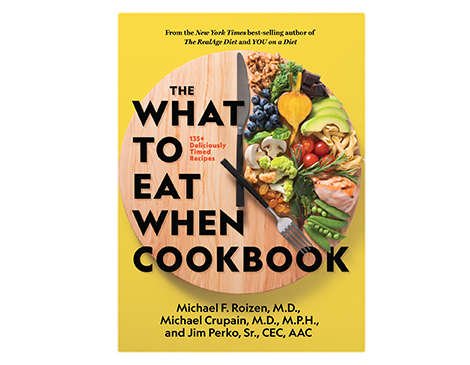 From the New York Times best-selling author of
The RealAge Diet and YOU on a Diet
THE
WHAT
TO
EAT
WHEN
COOKBOOK
135+
Deliciously
Timed
Recipes
Michael F. Roizen, M.D.,
Michael Crupain, M.D., M.P.H.,
and Jim Perko, Sr., CEC, AAC